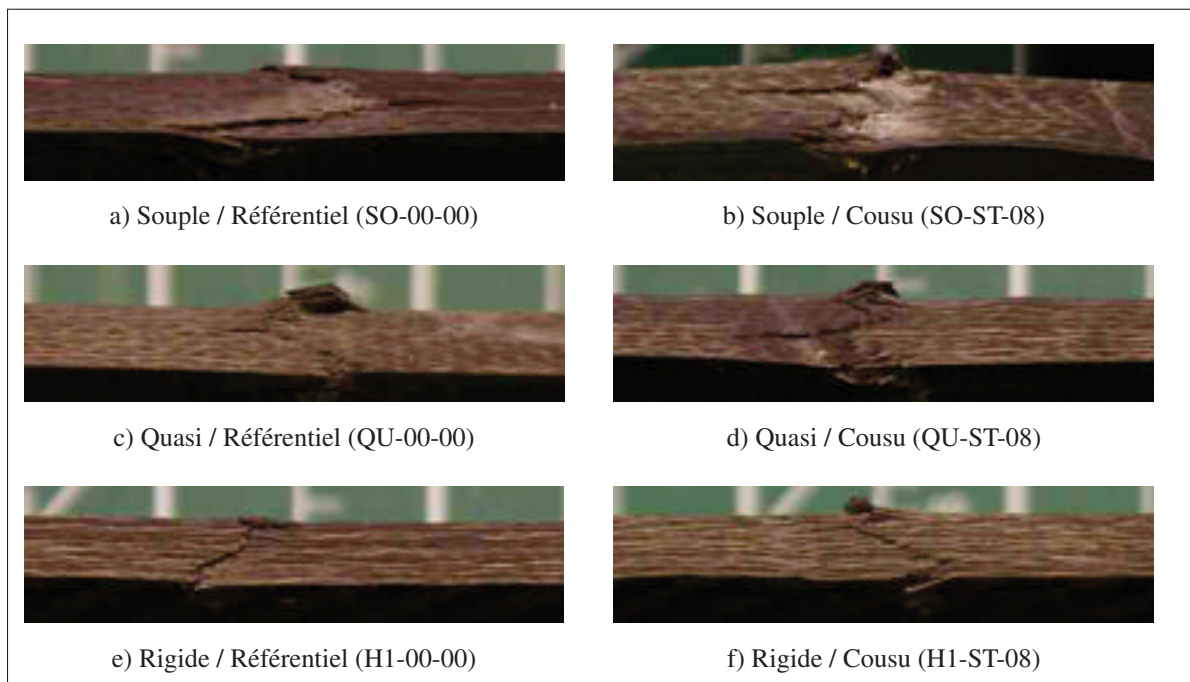 a) Souple / Référentiel (SO-00-00)
b) Souple / Cousu (SO-ST-08)
c) Quasi / Référentiel (QU-00-00)
d) Quasi / Cousu (QU-ST-08)
e) Rigide / Référentiel (H1-00-00)
f) Rigide / Cousu (H1-ST-08)